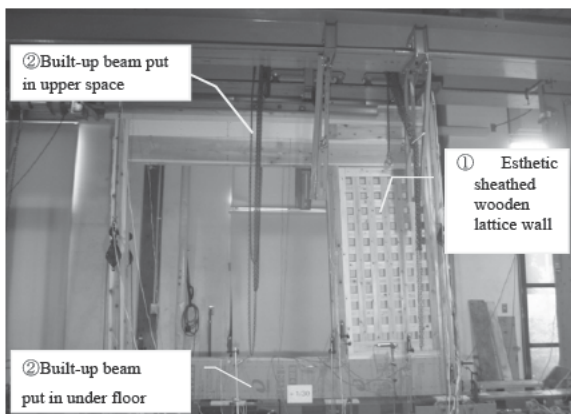 ②Built-up beam put
in upper space
① Esthetic
sheathed
wooden
lattice wall
②Built-up beam
put in under floor